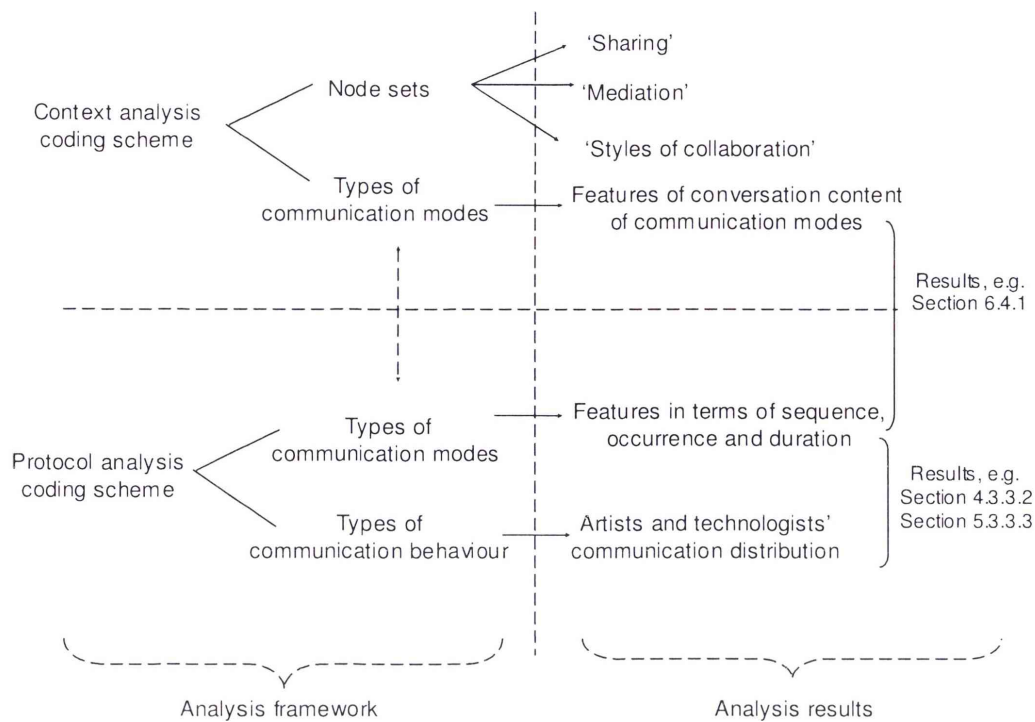 ‘Sharing’
Node sets
‘Mediation’
Context analysis
coding scheme
‘Styles of collaboration’
Types of
communication modes
Features of conversation content
of communication modes
Results, e.g.
Section 6.4.1
Types of
communication modes
Features in terms of sequence,
occurrence and duration
Protocol analysis
coding scheme
Results, e.g.
Section 4.3.3.2
Section 5.3.3.3
Types of
communication behaviour
Artists and technologists’
communication distribution
Analysis framework
Analysis results